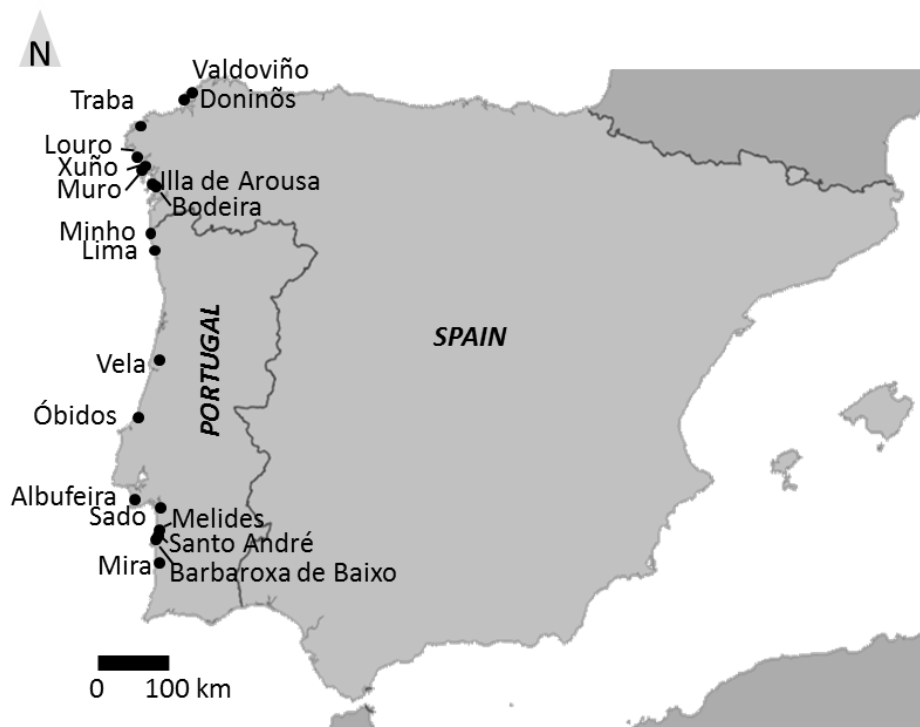 N
Valdoviño
Doninõs
Traba
Louro
Xuño
Muro
Illa de Arousa
Bodeira
Minho
Lima
PORTUGAL
SPAIN
Vela
Óbidos
Albufeira
Sado
Melides
Santo André
Mira
Barbaroxa de Baixo
0 100 km